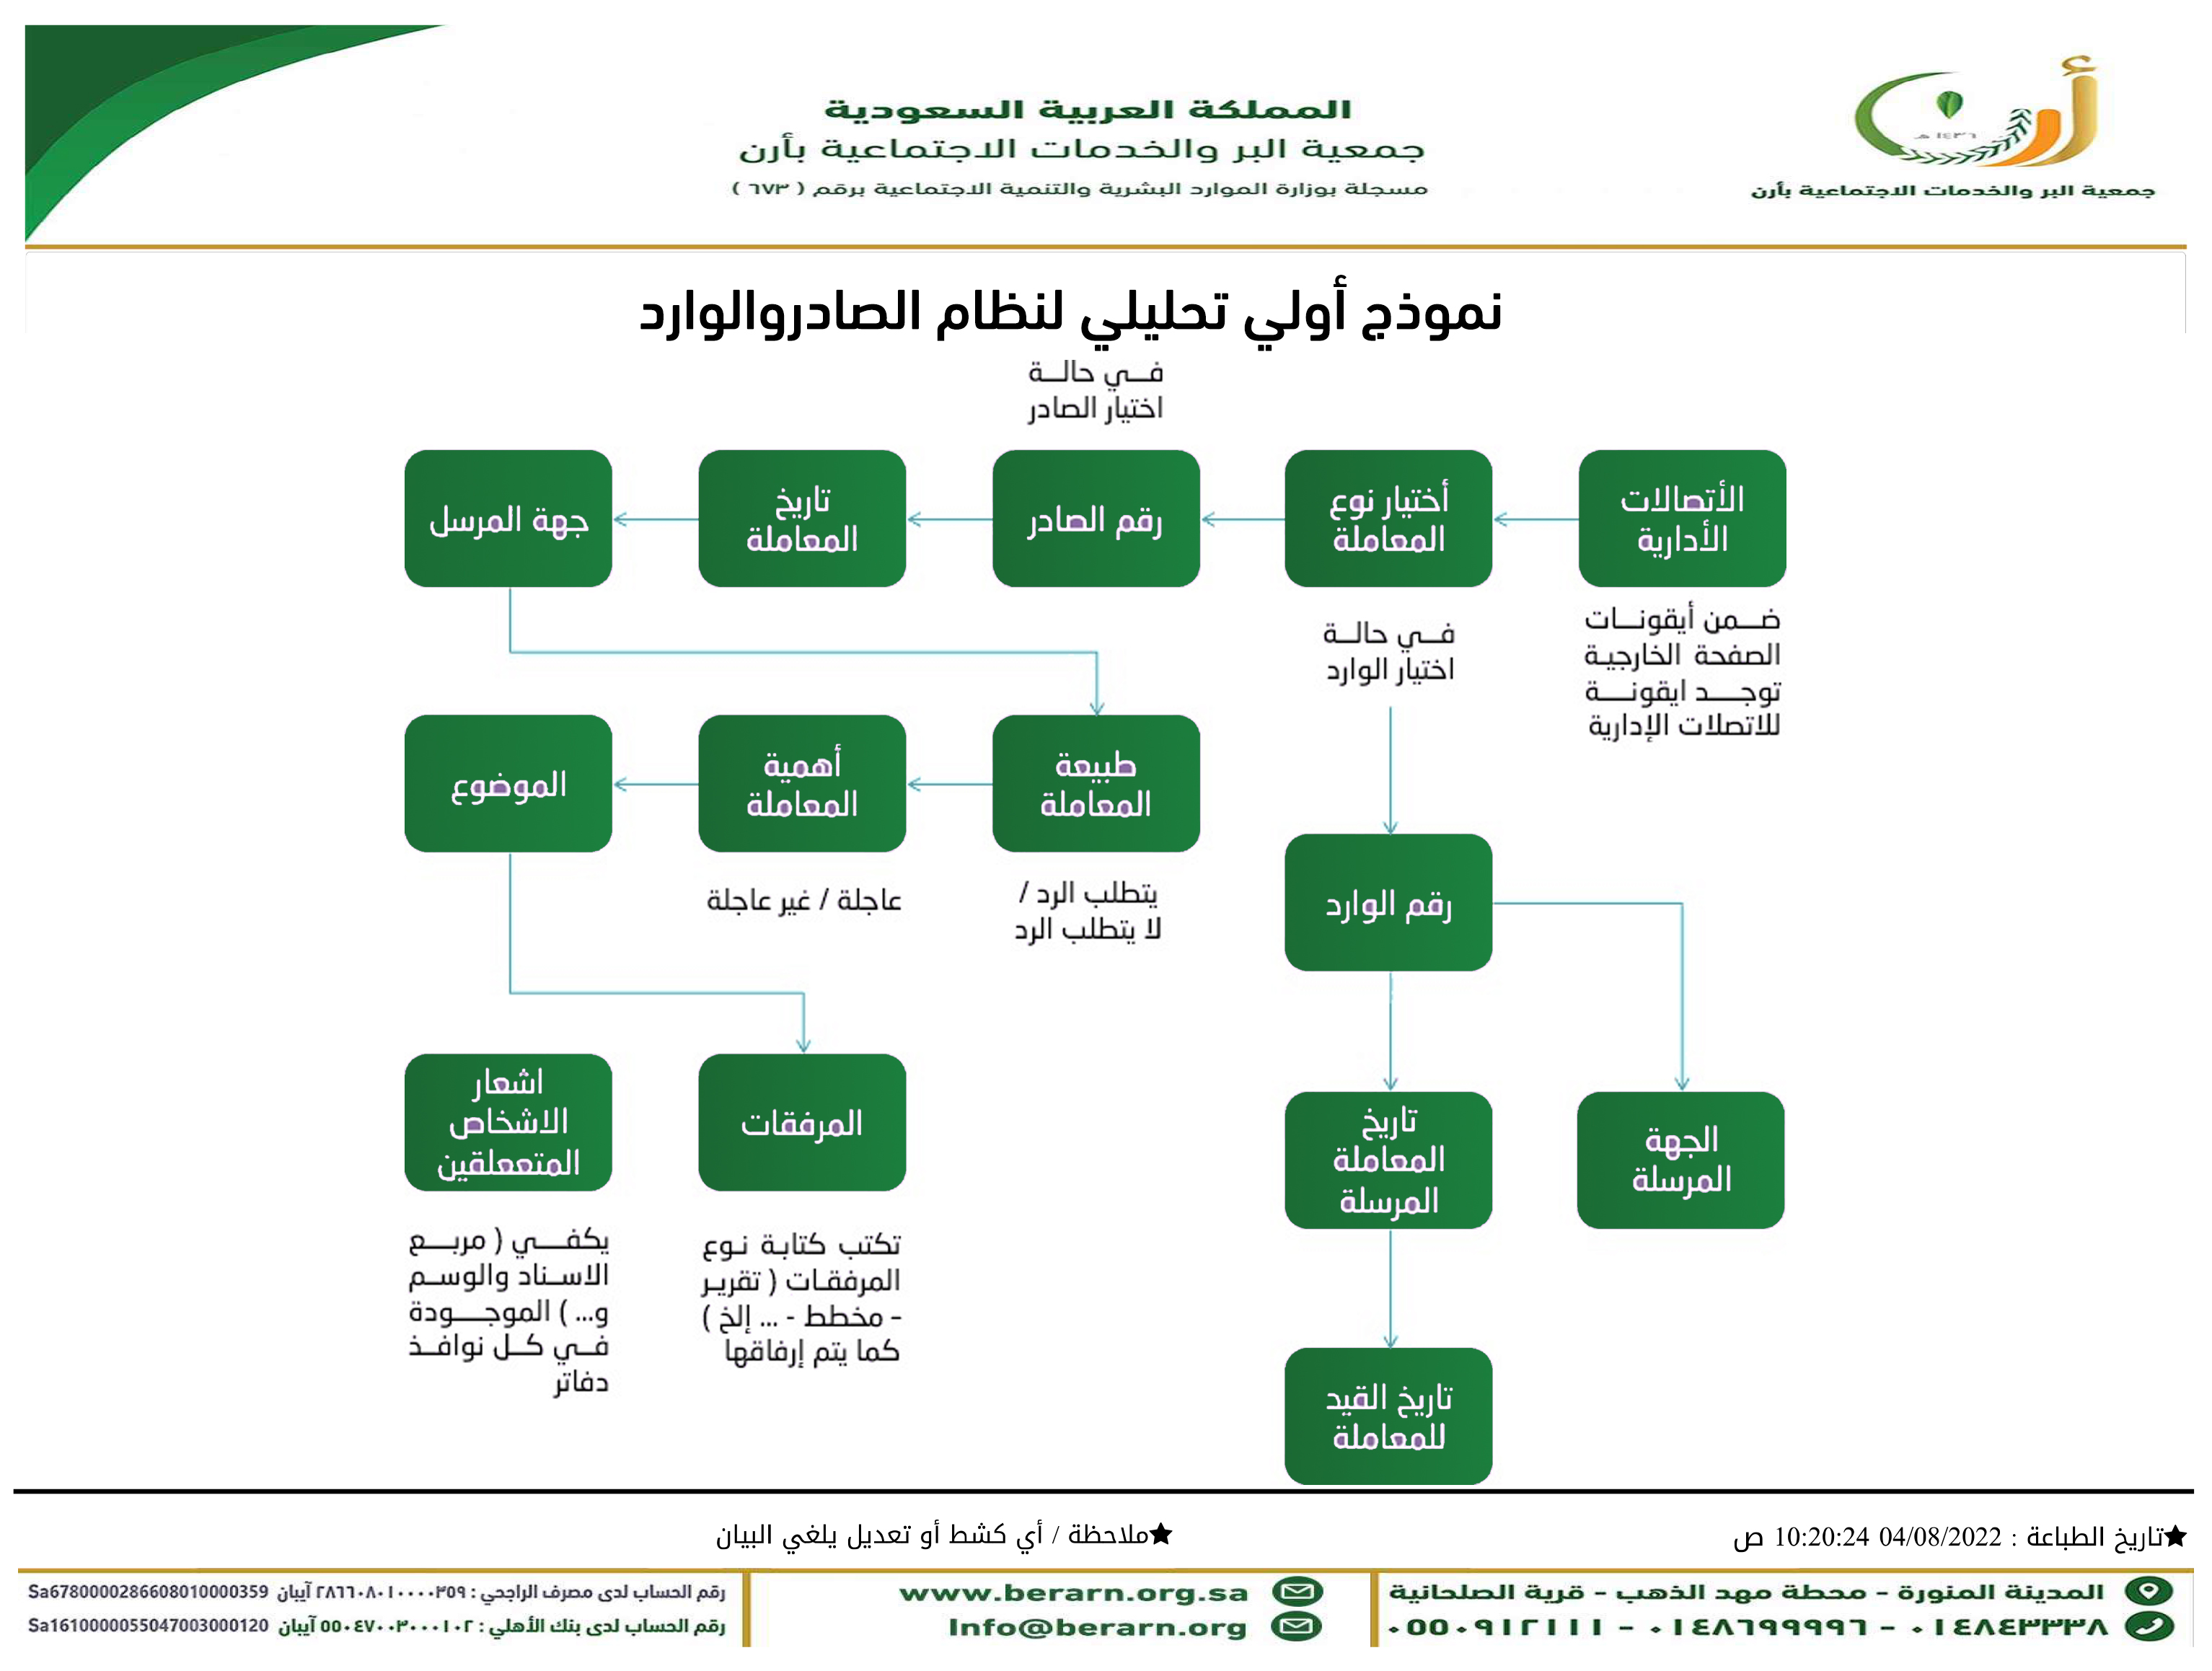 المملكة العربية السعودية
جمعية البر والخدمات الاجتماعية بأرن
مسجلة بوزارة الموارد البشرية والتنمية الاجتماعية برقم ( ٦٧٣ )
أرن
١٤٣٦ هـ
جمعية البر والخدمات الاجتماعية بأرن
نموذج أولي تحليلي لنظام الصادروالوارد
في حالة
اختيار الصادر
الأتصالات
الأدارية
أختيار نوع
المعاملة
رقم الصادر
تاريخ
المعاملة
جهة المرسل
ضمن أيقونات
الصفحة الخارجية
توجد ايقونة
للاتصلات الإدارية
في حالة
اختيار الوارد
طبيعة
المعاملة
أهمية
المعاملة
الموضوع
يتطلب الرد /
لا يتطلب الرد
عاجلة / غير عاجلة
رقم الوارد
الجهة
المرسلة
تاريخ
المعاملة
المرسلة
المرفقات
اشعار
الاشخاص
المتععلقين
تكتب كتابة نوع
المرفقات ( تقرير
- مخطط - ... إلخ )
كما يتم إرفاقها
يكفي ( مربع
الاسناد والوسم
و... ) الموجودة
في كل نوافذ
دفاتر
تاريخ القيد
للمعاملة
★تاريخ الطباعة : 04/08/2022 10:20:24 ص
★ملاحظة / أي كشط أو تعديل يلغي البيان
المدينة المنورة - محطة مهد الذهب - قرية الصلحانية
٠١٤٨٤٣٣٣٨ - ٠١٤٨٦٩٩٩٩٦ - ٠٥٥٠٩١٢١١١
www.berarn.org.sa
Info@berarn.org
رقم الحساب لدى مصرف الراجحي : ٢٨٦٦٠٨٠١٠٠٠٠٣٥٩ آيبان Sa6780000286608010000359
رقم الحساب لدى بنك الأهلي : ٥٥٠٤٧٠٠٣٠٠٠١٠٢ آيبان Sa1610000055047003000120